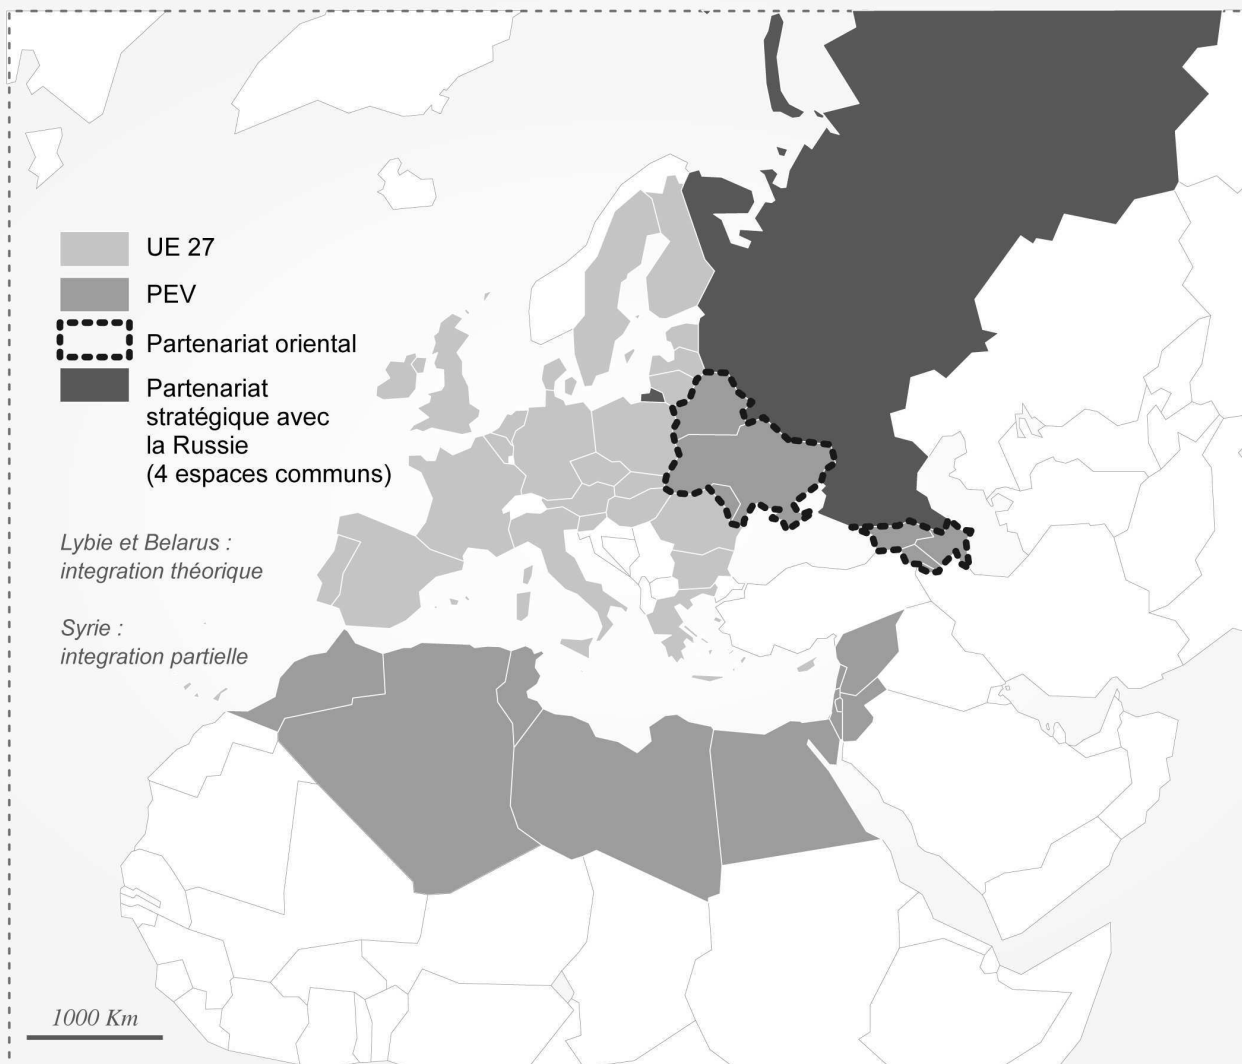 UE 27
PEV
Partenariat oriental
Partenariat
stratégique avec
la Russie
(4 espaces communs)
Lybie et Belarus :
integration théorique
Syrie :
integration partielle
1000 Km